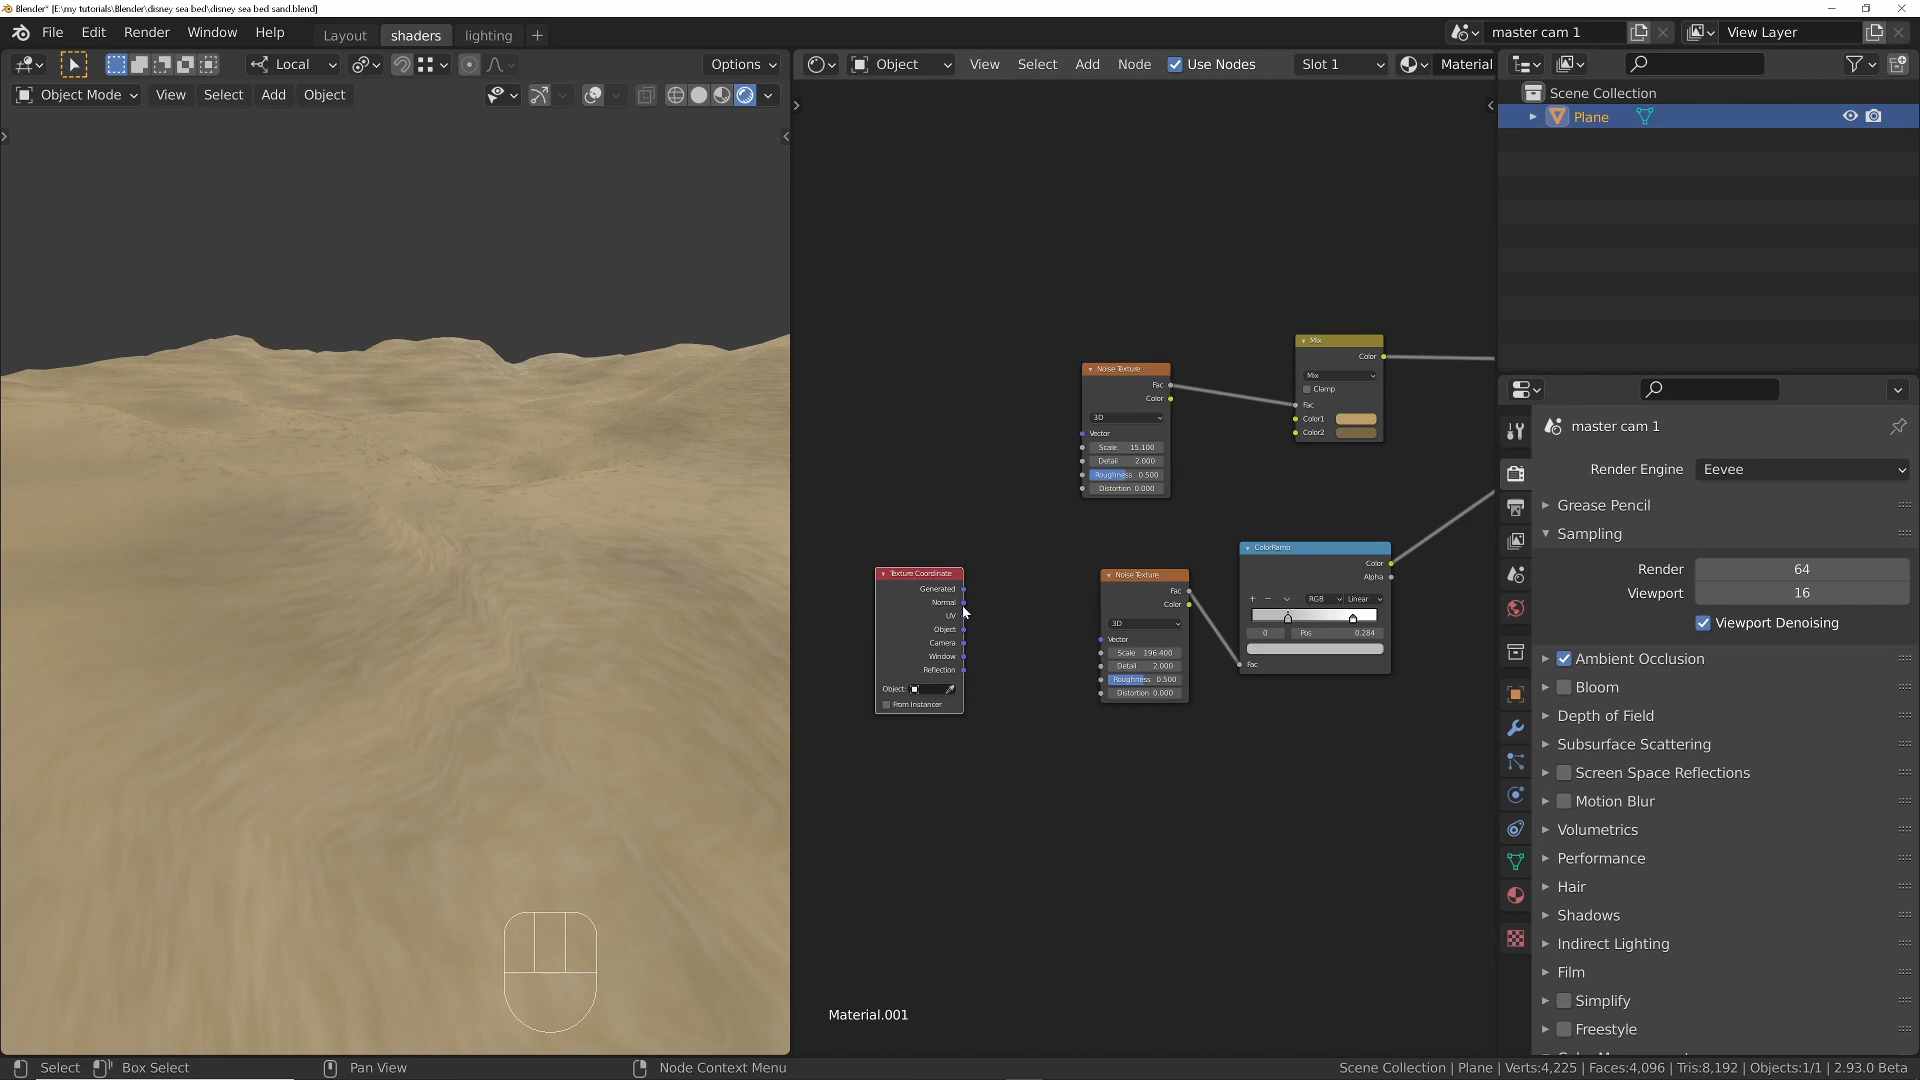 Blender* [E:\my tutorials\Blender\disney sea bed\disney sea bed sand.blend]
File Edit Render Window Help Layout shaders lighting + master cam 1 View Layer
Local Options Object View Select Add Node Use Nodes Slot 1 Material
Object Mode View Select Add Object
Scene Collection
Plane
Mix
Color
Mix
Clamp
Fac
Color1
Color2
Noise Texture
Fac
Color
3D
Vector
Scale 15.100
Detail 2.000
Roughness 0.500
Distortion 0.000
Texture Coordinate
Generated
Normal
UV
Object
Camera
Window
Reflection
Object:
From Instancer
Noise Texture
Fac
Color
3D
Vector
Scale 196.400
Detail 2.000
Roughness 0.500
Distortion 0.000
ColorRamp
Color
Alpha
+ − RGB Linear
0 Pos 0.284
Fac
Material.001
master cam 1
Render Engine Eevee
Grease Pencil
Sampling
Render 64
Viewport 16
Viewport Denoising
Ambient Occlusion
Bloom
Depth of Field
Subsurface Scattering
Screen Space Reflections
Motion Blur
Volumetrics
Performance
Hair
Shadows
Indirect Lighting
Film
Simplify
Freestyle
Select Box Select Pan View Node Context Menu Scene Collection | Plane | Verts:4,225 | Faces:4,096 | Tris:8,192 | Objects:1/1 | 2.93.0 Beta